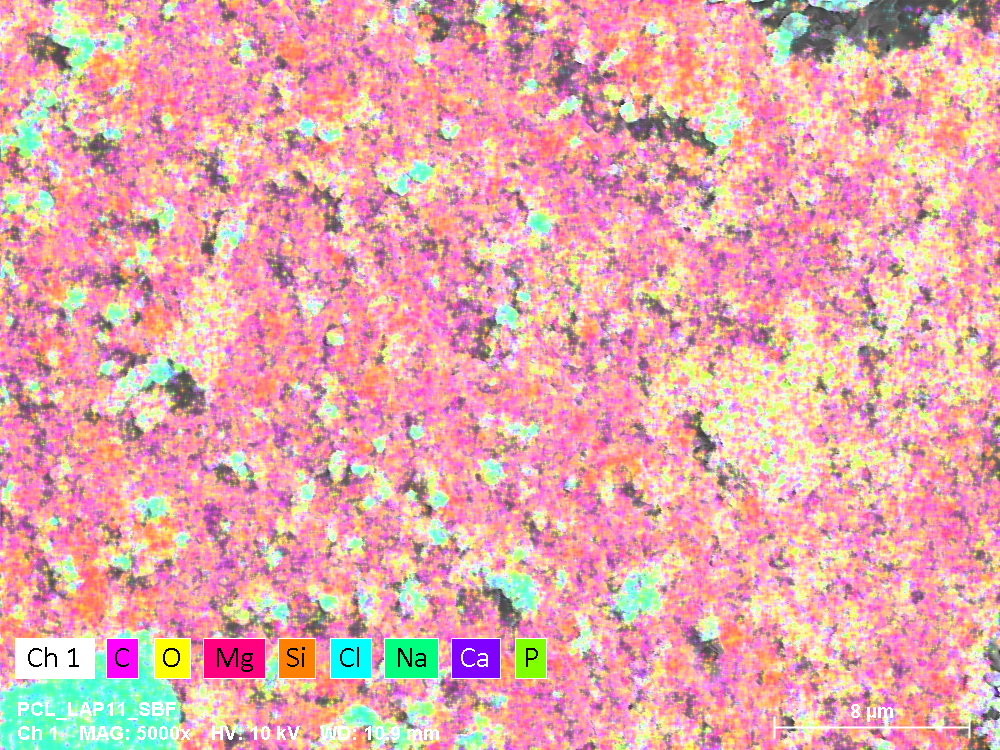 Ch 1 C O Mg Si Cl Na Ca P
PCL_LAP11_SBF
8 µm
Ch 1 MAG: 5000x HV: 10 kV WD: 10.9 mm